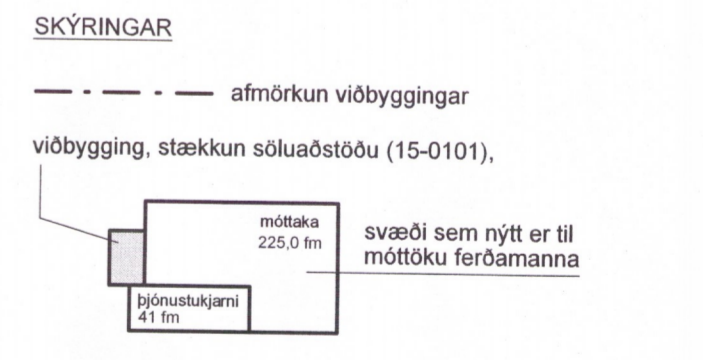 SKÝRINGAR
afmörkun viðbyggingar
viðbygging, stækkun söluaðstöðu (15-0101),
móttaka
225,0 fm
svæði sem nýtt er til
móttöku ferðamanna
þjónustukjarni
41 fm